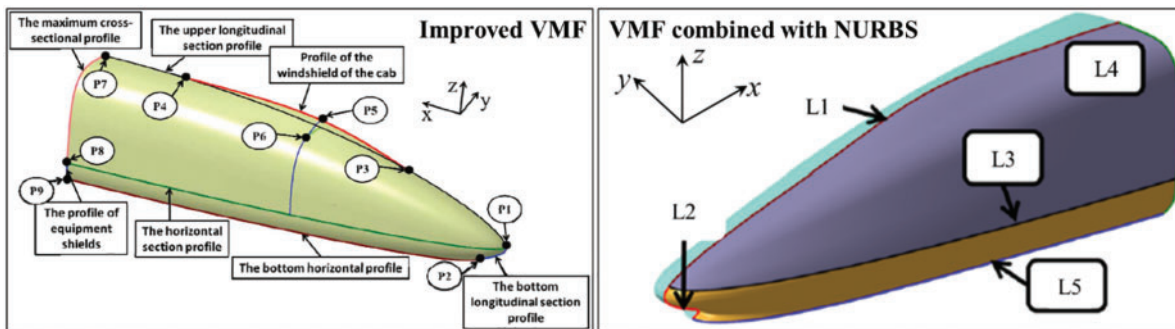 Improved VMF
The maximum cross-
sectional profile
The upper longitudinal
section profile
Profile of the
windshield of the cab
P7
P4
P5
P6
P3
P8
P9
P1
P2
z
y
x
The profile of
equipment
shields
The horizontal
section profile
The bottom horizontal profile
The bottom
longitudinal section
profile
VMF combined with NURBS
z
y
x
L1
L4
L3
L2
L5